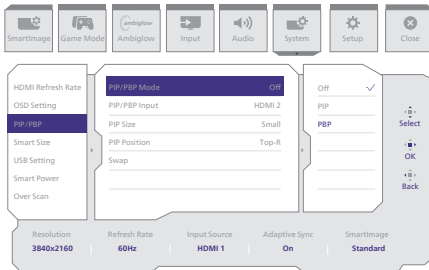 SmartImage
Game Mode
ambiglow
Ambiglow
Input
Audio
System
Setup
Close
HDMI Refresh Rate
OSD Setting
PIP/PBP
Smart Size
USB Setting
Smart Power
Over Scan
PIP/PBP Mode Off
PIP/PBP Input HDMI 2
PIP Size Small
PIP Position Top-R
Swap
Off
PIP
PBP
Select
OK
Back
Resolution Refresh Rate Input Source Adaptive Sync SmartImage
3840x2160 60Hz HDMI 1 On Standard